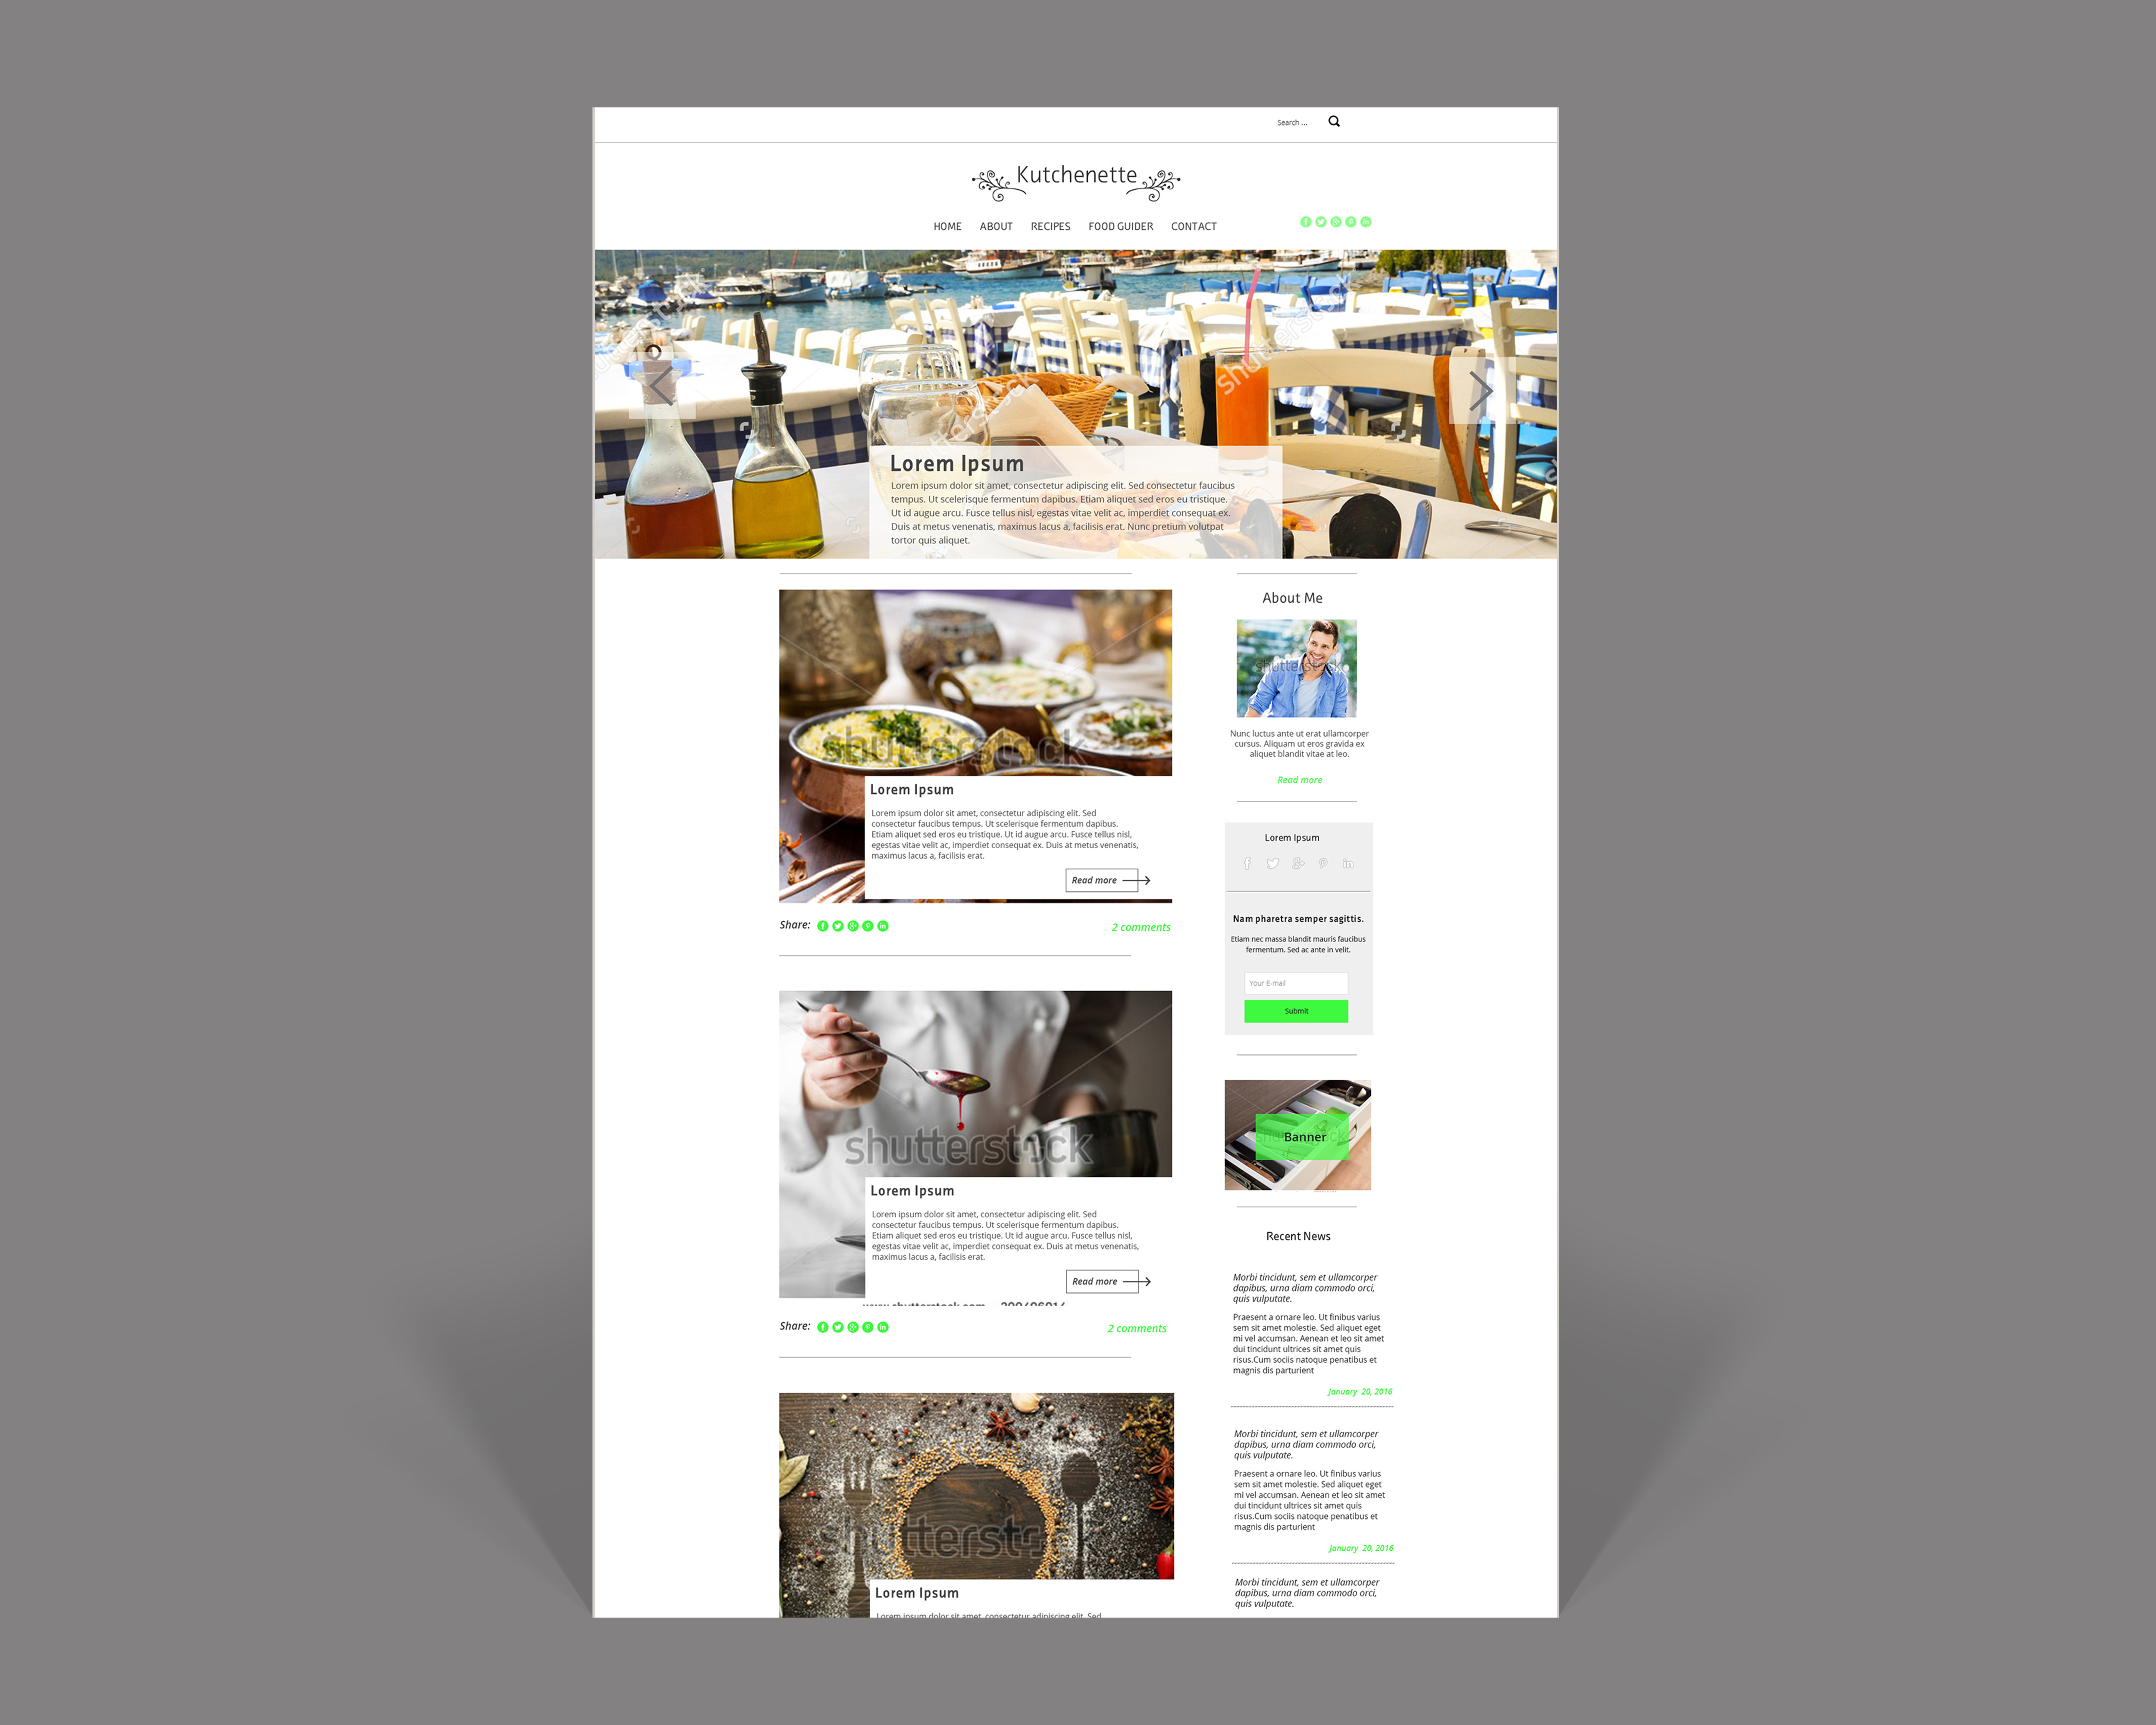 Search ...
Kutchenette
HOME ABOUT RECIPES FOOD GUIDER CONTACT
shutterstock
Lorem Ipsum
Lorem ipsum dolor sit amet, consectetur adipiscing elit. Sed consectetur faucibus
tempus. Ut scelerisque fermentum dapibus. Etiam aliquet sed eros eu tristique.
Ut id augue arcu. Fusce tellus nisl, egestas vitae velit ac, imperdiet consequat ex.
Duis at metus venenatis, maximus lacus a, facilisis erat. Nunc pretium volutpat
tortor quis aliquet.
shutterstock
Lorem Ipsum
Lorem ipsum dolor sit amet, consectetur adipiscing elit. Sed
consectetur faucibus tempus. Ut scelerisque fermentum dapibus.
Etiam aliquet sed eros eu tristique. Ut id augue arcu. Fusce tellus nisl,
egestas vitae velit ac, imperdiet consequat ex. Duis at metus venenatis,
maximus lacus a, facilisis erat.
Read more
Share:
2 comments
shutterstock
Lorem Ipsum
Lorem ipsum dolor sit amet, consectetur adipiscing elit. Sed
consectetur faucibus tempus. Ut scelerisque fermentum dapibus.
Etiam aliquet sed eros eu tristique. Ut id augue arcu. Fusce tellus nisl,
egestas vitae velit ac, imperdiet consequat ex. Duis at metus venenatis,
maximus lacus a, facilisis erat.
Read more
Share:
2 comments
shutterstock
Lorem Ipsum
Lorem ipsum dolor sit amet, consectetur adipiscing elit. Sed
About Me
shutterstock
Nunc luctus ante ut erat ullamcorper
cursus. Aliquam ut eros gravida ex
aliquet blandit vitae at leo.
Read more
Lorem Ipsum
Nam pharetra semper sagittis.
Etiam nec massa blandit mauris faucibus
fermentum. Sed ac ante in velit.
Your E-mail
Submit
Banner
Recent News
Morbi tincidunt, sem et ullamcorper
dapibus, urna diam commodo orci,
quis vulputate.
Praesent a ornare leo. Ut finibus varius
sem sit amet molestie. Sed aliquet eget
mi vel accumsan. Aenean et leo sit amet
dui tincidunt ultrices sit amet quis
risus.Cum sociis natoque penatibus et
magnis dis parturient
January 20, 2016
Morbi tincidunt, sem et ullamcorper
dapibus, urna diam commodo orci,
quis vulputate.
Praesent a ornare leo. Ut finibus varius
sem sit amet molestie. Sed aliquet eget
mi vel accumsan. Aenean et leo sit amet
dui tincidunt ultrices sit amet quis
risus.Cum sociis natoque penatibus et
magnis dis parturient
January 20, 2016
Morbi tincidunt, sem et ullamcorper
dapibus, urna diam commodo orci,
quis vulputate.